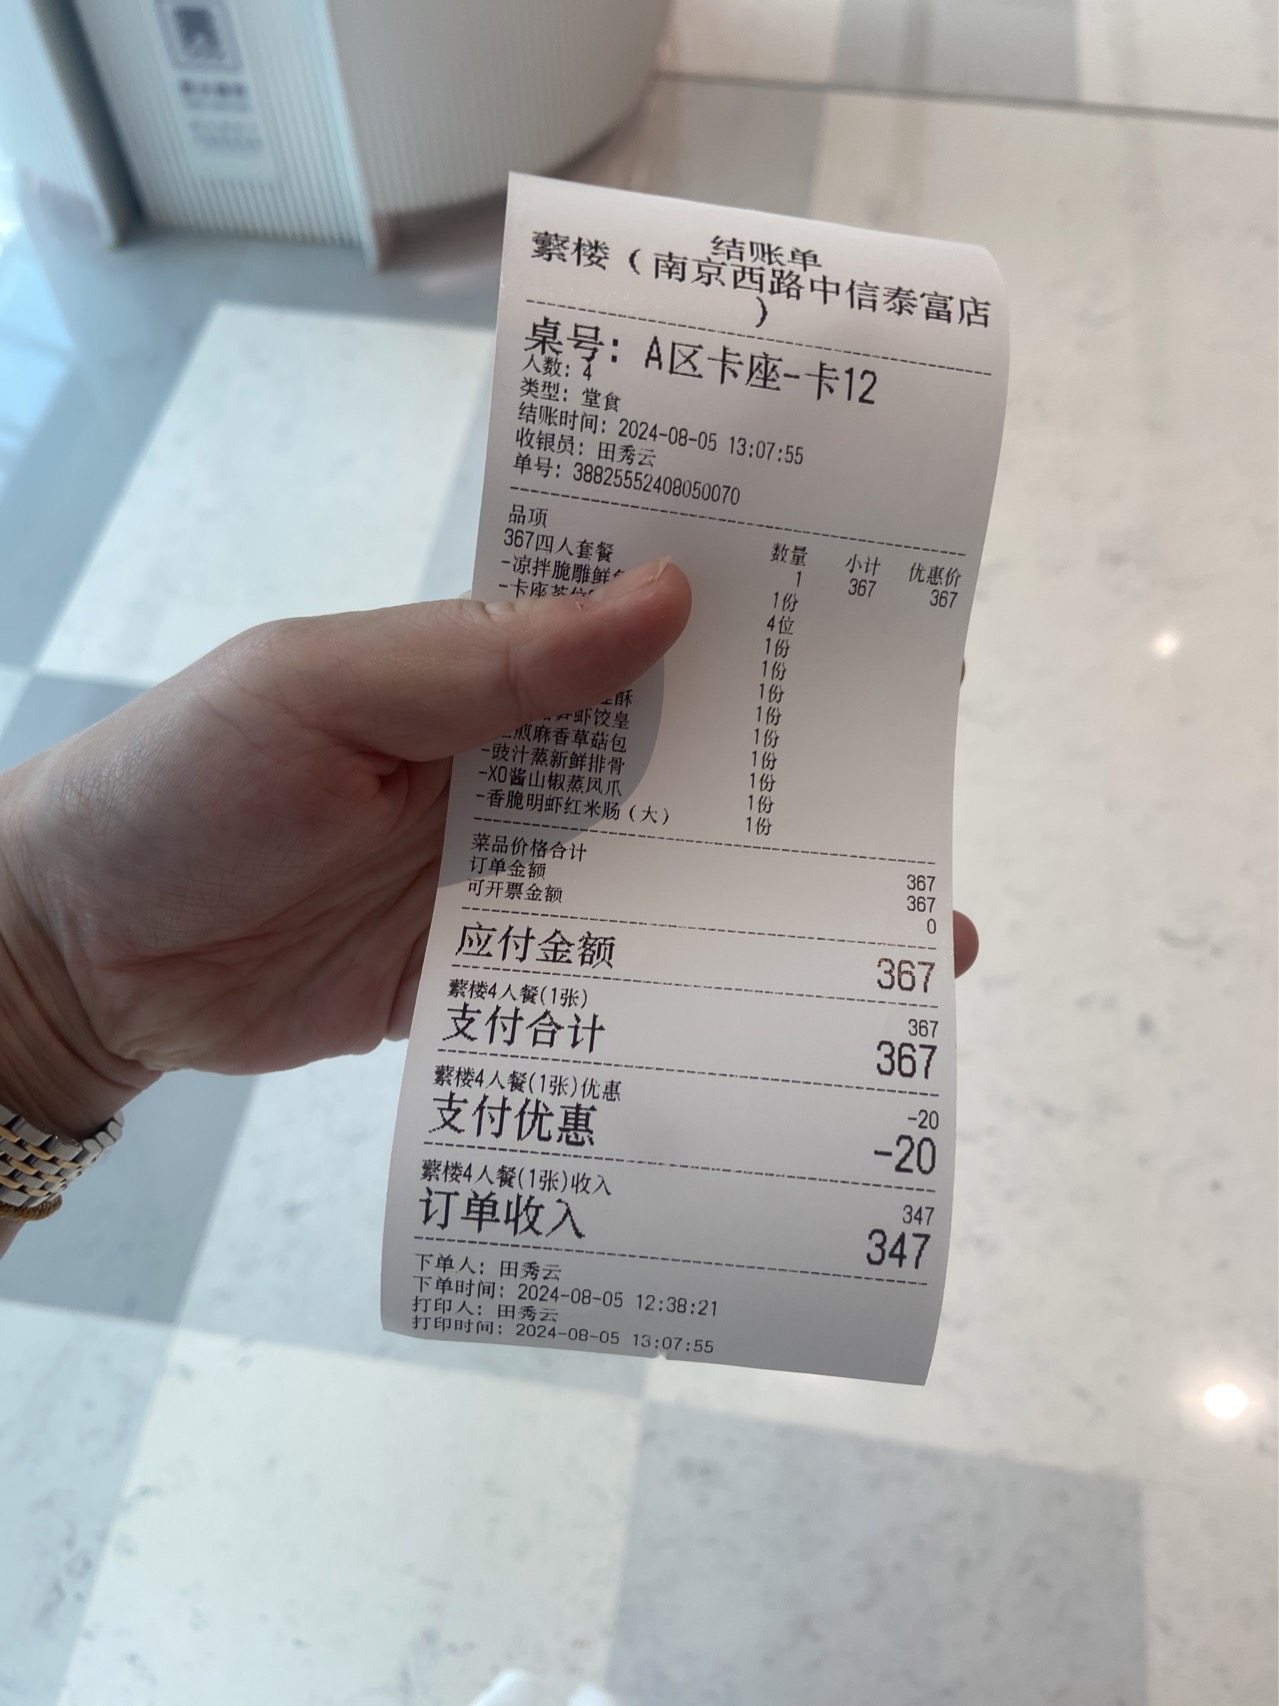 结账单
蘩楼（南京西路中信泰富店
）
桌号：A区卡座-卡12
人数：4
类型：堂食
结账时间：2024-08-05 13:07:55
收银员：田秀云
单号：38825552408050070
品项 数量 小计 优惠价
367四人套餐 1 367 367
-凉拌脆雕鲜 1份
-卡座茶位 4位
1份
1份
1份
酥 1份
虾饺皇 1份
煎麻香草菇包 1份
-豉汁蒸新鲜排骨 1份
-XO酱山椒蒸凤爪 1份
-香脆明虾红米肠（大） 1份
菜品价格合计 367
订单金额 367
可开票金额 0
应付金额 367
蘩楼4人餐(1张) 367
支付合计 367
蘩楼4人餐(1张)优惠 -20
支付优惠 -20
蘩楼4人餐(1张)收入 347
订单收入 347
下单人：田秀云
下单时间：2024-08-05 12:38:21
打印人：田秀云
打印时间：2024-08-05 13:07:55